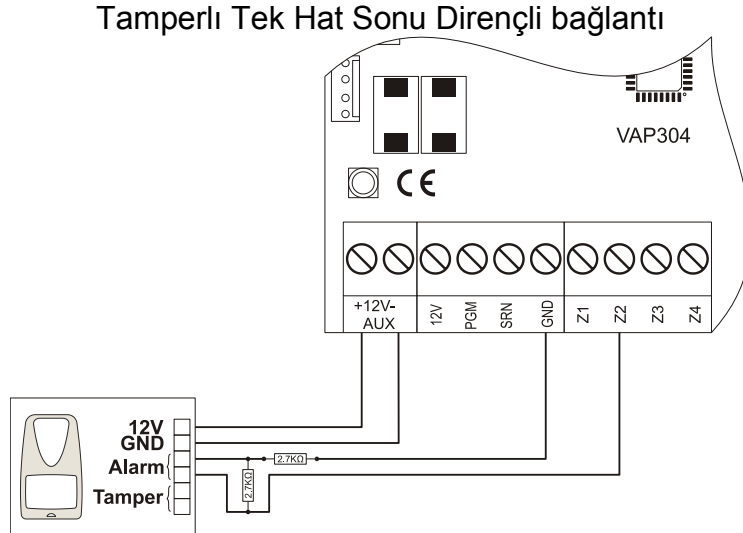 Tamperlı Tek Hat Sonu Dirençli bağlantı
VAP304
CE
+12V-
AUX
12V
PGM
SRN
GND
Z1
Z2
Z3
Z4
12V
GND
Alarm
Tamper
2.7KΩ
2.7KΩ